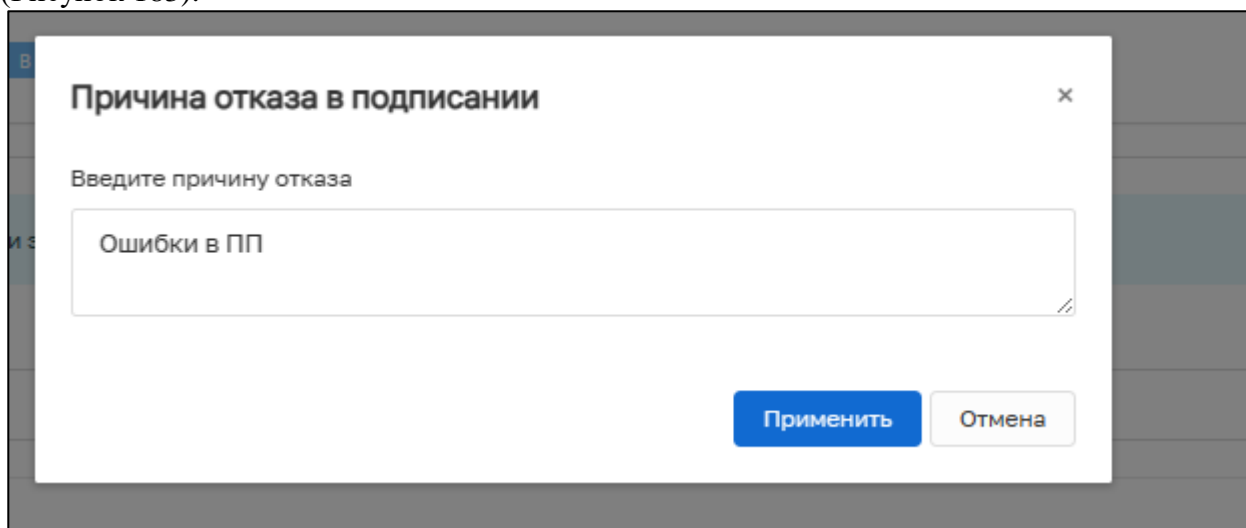 В
Причина отказа в подписании
×
Введите причину отказа
Ошибки в ПП
Применить Отмена